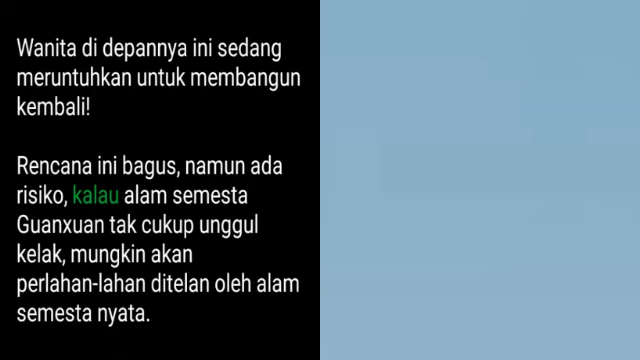 Wanita di depannya ini sedang
meruntuhkan untuk membangun
kembali!
Rencana ini bagus, namun ada
risiko, kalau alam semesta
Guanxuan tak cukup unggul
kelak, mungkin akan
perlahan-lahan ditelan oleh alam
semesta nyata.